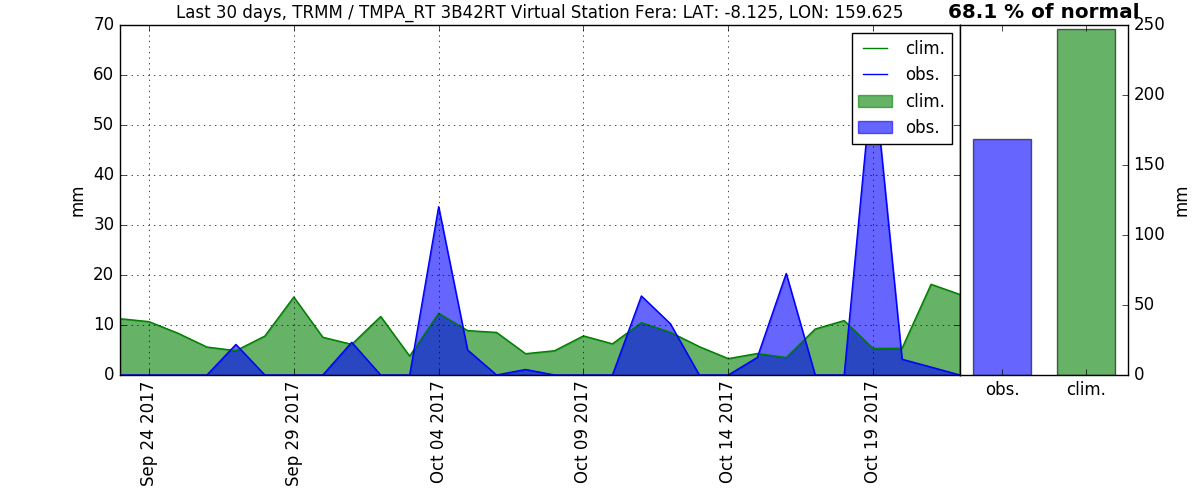 Last 30 days, TRMM / TMPA_RT 3B42RT Virtual Station Fera: LAT: -8.125, LON: 159.625
68.1 % of normal
70
60
50
40
30
20
10
0
mm
clim.
obs.
clim.
obs.
Sep 24 2017
Sep 29 2017
Oct 04 2017
Oct 09 2017
Oct 14 2017
Oct 19 2017
250
200
150
100
50
0
mm
obs.
clim.